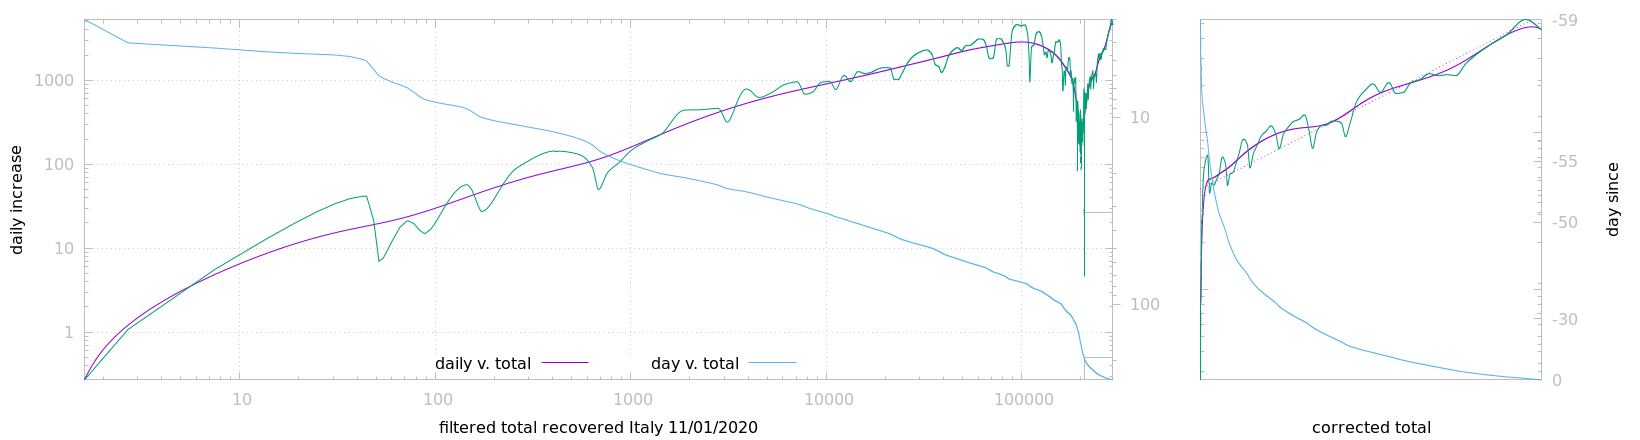 daily increase
1000
100
10
1
daily v. total
day v. total
10
100
1000
10000
100000
filtered total recovered Italy 11/01/2020
10
100
-59
-55
-50
-30
0
day since
corrected total